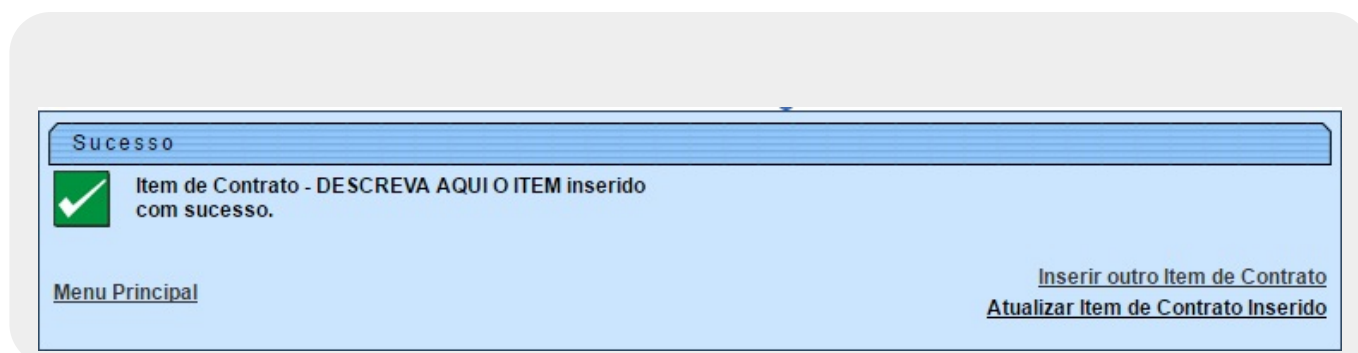 Sucesso
Item de Contrato - DESCREVA AQUI O ITEM inserido
com sucesso.
Inserir outro Item de Contrato
Menu Principal
Atualizar Item de Contrato Inserido